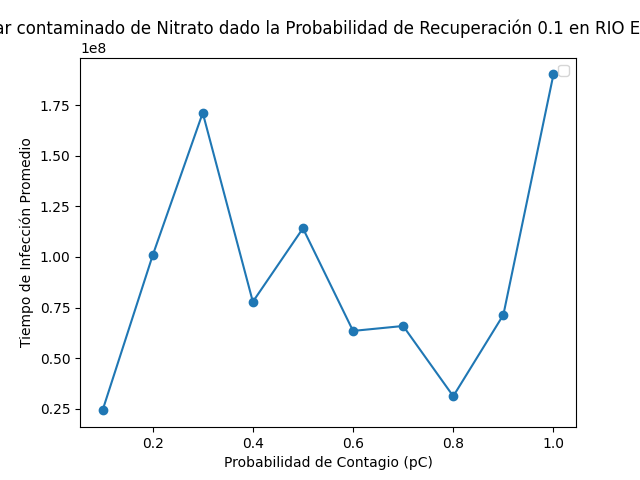 ar contaminado de Nitrato dado la Probabilidad de Recuperación 0.1 en RIO E
1e8
1.75
1.50
1.25
1.00
0.75
0.50
0.25
Tiempo de Infección Promedio
0.2 0.4 0.6 0.8 1.0
Probabilidad de Contagio (pC)